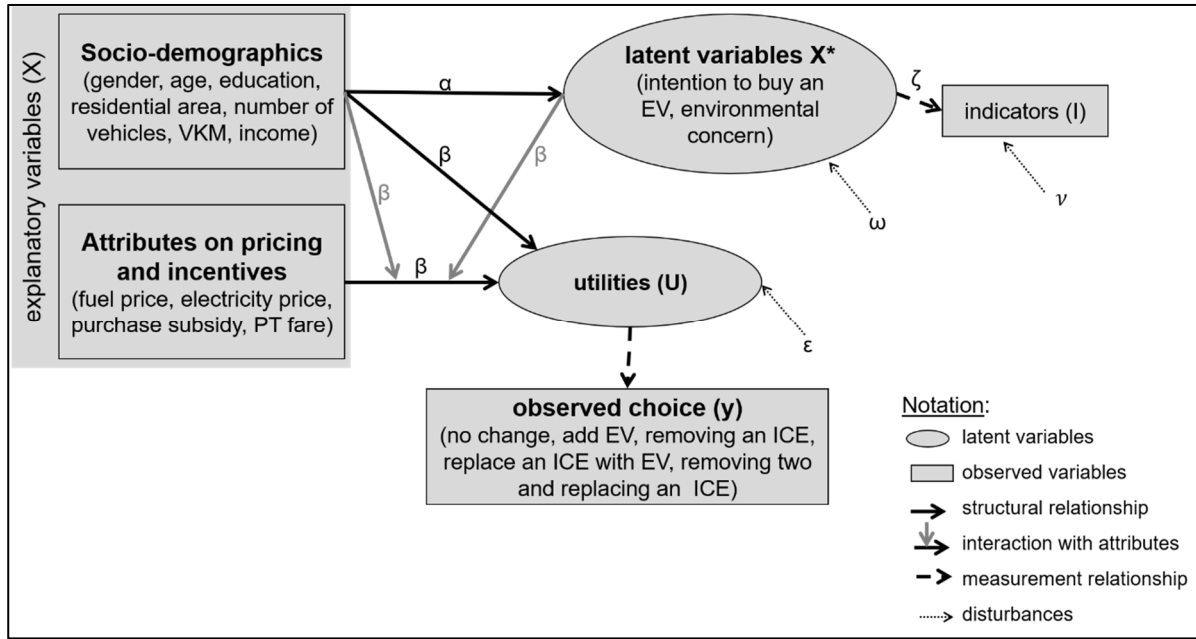 explanatory variables (X)
Socio-demographics
(gender, age, education,
residential area, number of
vehicles, VKM, income)
α
latent variables X*
(intention to buy an
EV, environmental
concern)
ζ
indicators (I)
β
β
β
ν
ω
Attributes on pricing
and incentives
(fuel price, electricity price,
purchase subsidy, PT fare)
β
utilities (U)
ε
observed choice (y)
(no change, add EV, removing an ICE,
replace an ICE with EV, removing two
and replacing an ICE)
Notation:
latent variables
observed variables
structural relationship
interaction with attributes
measurement relationship
disturbances